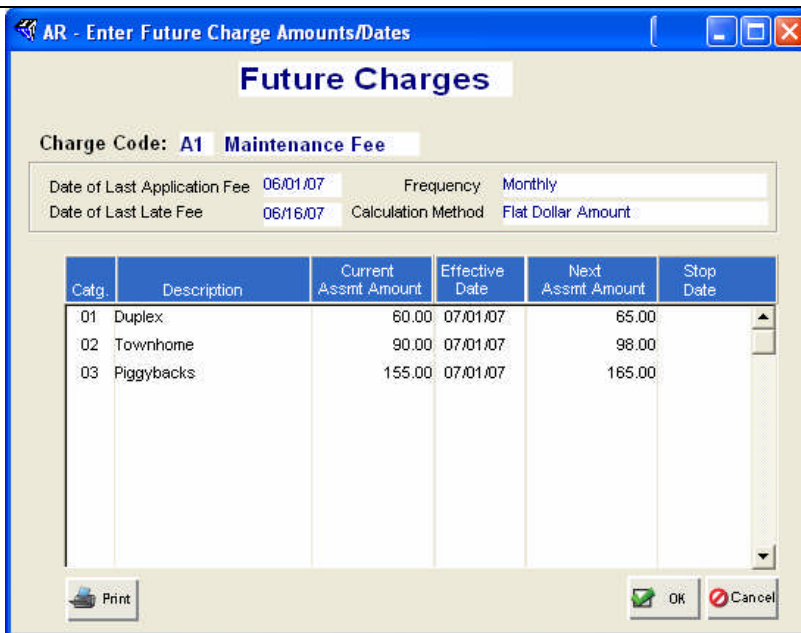 AR - Enter Future Charge Amounts/Dates
Future Charges
Charge Code: A1 Maintenance Fee
Date of Last Application Fee 06/01/07 Frequency Monthly
Date of Last Late Fee 06/16/07 Calculation Method Flat Dollar Amount
Catg. Description Current Assmt Amount Effective Date Next Assmt Amount Stop Date
01 Duplex 60.00 07/01/07 65.00
02 Townhome 90.00 07/01/07 98.00
03 Piggybacks 155.00 07/01/07 165.00
Print OK Cancel